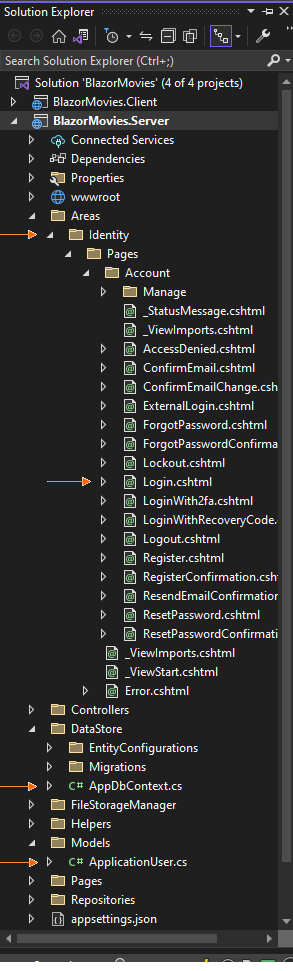 Solution Explorer
Search Solution Explorer (Ctrl+;)
Solution 'BlazorMovies' (4 of 4 projects)
BlazorMovies.Client
BlazorMovies.Server
Connected Services
Dependencies
Properties
wwwroot
Areas
Identity
Pages
Account
Manage
_StatusMessage.cshtml
_ViewImports.cshtml
AccessDenied.cshtml
ConfirmEmail.cshtml
ConfirmEmailChange.csh
ExternalLogin.cshtml
ForgotPassword.cshtml
ForgotPasswordConfirma
Lockout.cshtml
Login.cshtml
LoginWith2fa.cshtml
LoginWithRecoveryCode.
Logout.cshtml
Register.cshtml
RegisterConfirmation.csht
ResendEmailConfirmation
ResetPassword.cshtml
ResetPasswordConfirmati
_ViewImports.cshtml
_ViewStart.cshtml
Error.cshtml
Controllers
DataStore
EntityConfigurations
Migrations
C# AppDbContext.cs
FileStorageManager
Helpers
Models
C# ApplicationUser.cs
Pages
Repositories
appsettings.json